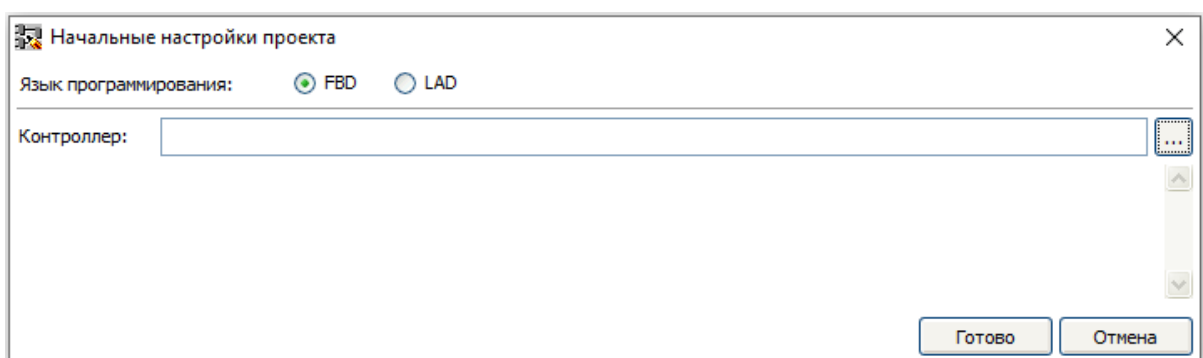 Начальные настройки проекта
Язык программирования: FBD LAD
Контроллер: ...
Готово Отмена